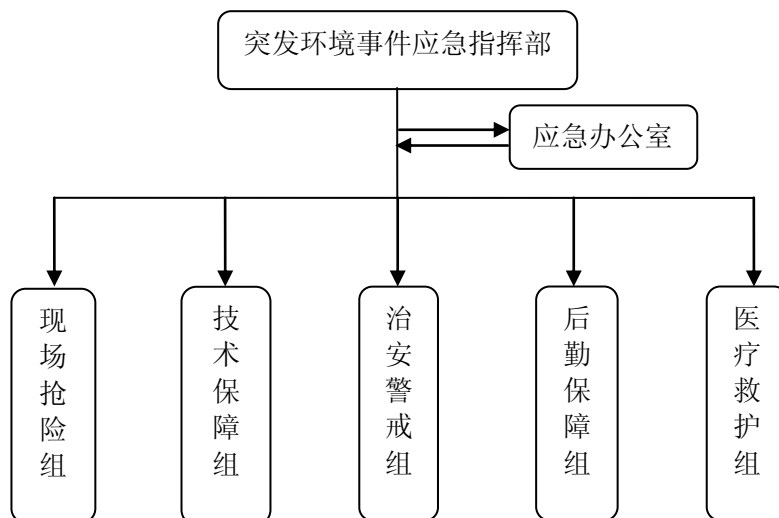 突发环境事件应急指挥部
应急办公室
现场抢险组
技术保障组
治安警戒组
后勤保障组
医疗救护组